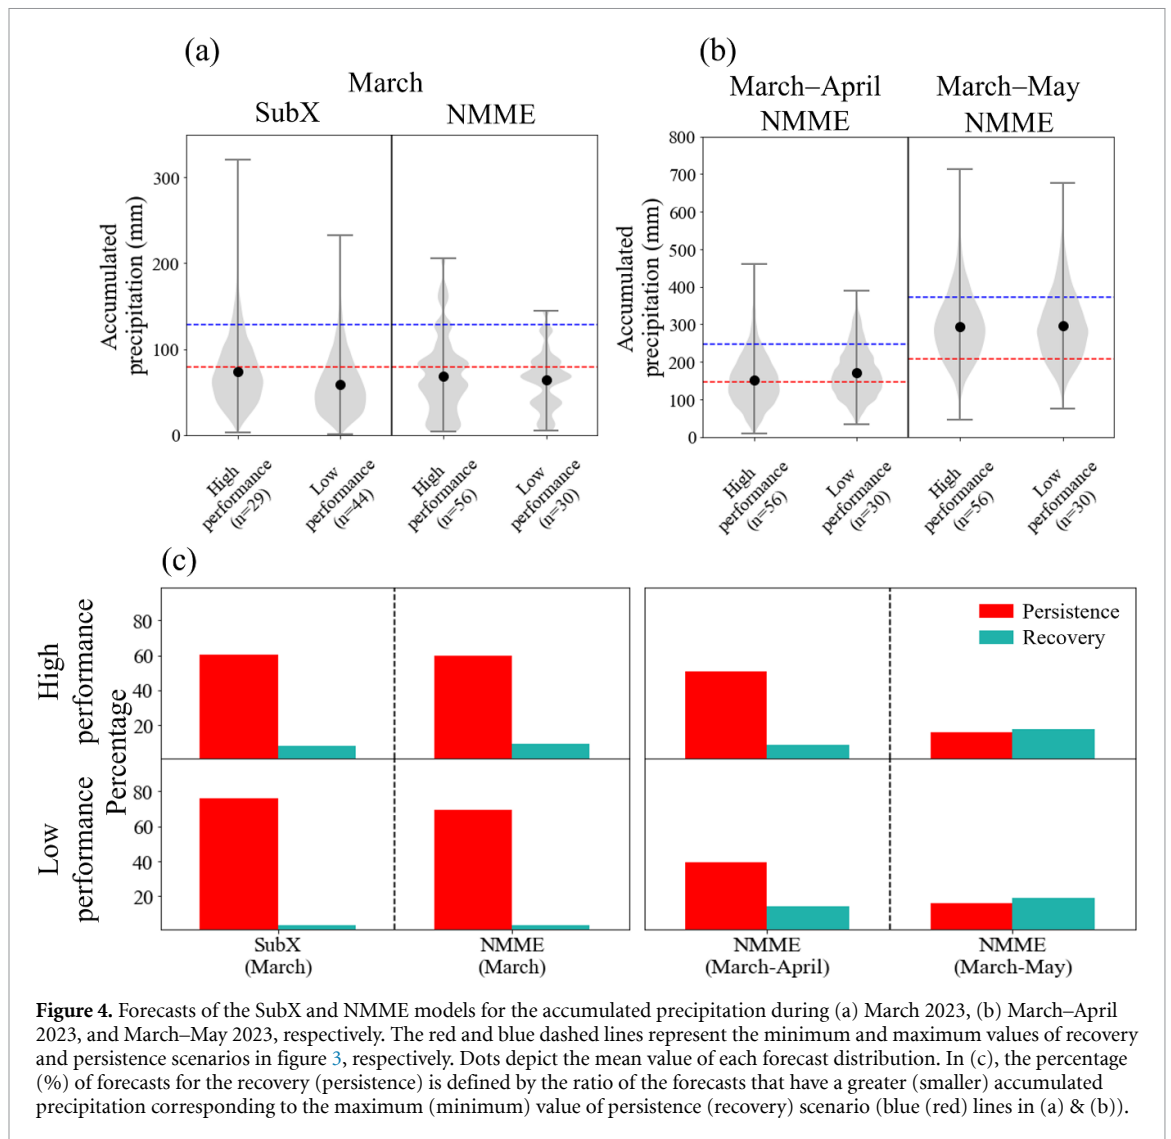 (a)
March
SubX
NMME
Accumulated
precipitation (mm)
300
200
100
0
High
performance
(n=29)
Low
performance
(n=44)
High
performance
(n=56)
Low
performance
(n=30)
(b)
March–April
NMME
March–May
NMME
Accumulated
precipitation (mm)
800
700
600
500
400
300
200
100
0
High
performance
(n=56)
Low
performance
(n=30)
High
performance
(n=56)
Low
performance
(n=30)
(c)
High
performance
Low
performance
Percentage
80
60
40
20
80
60
40
20
Persistence
Recovery
SubX
(March)
NMME
(March)
NMME
(March-April)
NMME
(March-May)
Figure 4. Forecasts of the SubX and NMME models for the accumulated precipitation during (a) March 2023, (b) March–April
2023, and March–May 2023, respectively. The red and blue dashed lines represent the minimum and maximum values of recovery
and persistence scenarios in figure 3, respectively. Dots depict the mean value of each forecast distribution. In (c), the percentage
(%) of forecasts for the recovery (persistence) is defined by the ratio of the forecasts that have a greater (smaller) accumulated
precipitation corresponding to the maximum (minimum) value of persistence (recovery) scenario (blue (red) lines in (a) & (b)).